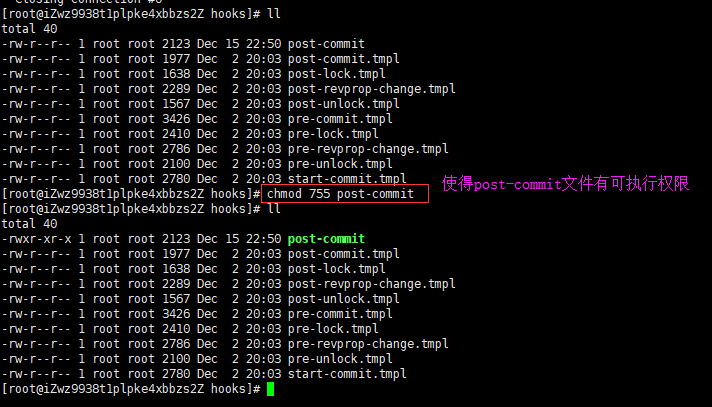 Closing connection #0
[root@iZwz9938t1plpke4xbbzs2Z hooks]# ll
total 40
-rw-r--r-- 1 root root 2123 Dec 15 22:50 post-commit
-rw-r--r-- 1 root root 1977 Dec  2 20:03 post-commit.tmpl
-rw-r--r-- 1 root root 1638 Dec  2 20:03 post-lock.tmpl
-rw-r--r-- 1 root root 2289 Dec  2 20:03 post-revprop-change.tmpl
-rw-r--r-- 1 root root 1567 Dec  2 20:03 post-unlock.tmpl
-rw-r--r-- 1 root root 3426 Dec  2 20:03 pre-commit.tmpl
-rw-r--r-- 1 root root 2410 Dec  2 20:03 pre-lock.tmpl
-rw-r--r-- 1 root root 2786 Dec  2 20:03 pre-revprop-change.tmpl
-rw-r--r-- 1 root root 2100 Dec  2 20:03 pre-unlock.tmpl
-rw-r--r-- 1 root root 2780 Dec  2 20:03 start-commit.tmpl
[root@iZwz9938t1plpke4xbbzs2Z hooks]# chmod 755 post-commit
使得post-commit文件有可执行权限
[root@iZwz9938t1plpke4xbbzs2Z hooks]# ll
total 40
-rwxr-xr-x 1 root root 2123 Dec 15 22:50 post-commit
-rw-r--r-- 1 root root 1977 Dec  2 20:03 post-commit.tmpl
-rw-r--r-- 1 root root 1638 Dec  2 20:03 post-lock.tmpl
-rw-r--r-- 1 root root 2289 Dec  2 20:03 post-revprop-change.tmpl
-rw-r--r-- 1 root root 1567 Dec  2 20:03 post-unlock.tmpl
-rw-r--r-- 1 root root 3426 Dec  2 20:03 pre-commit.tmpl
-rw-r--r-- 1 root root 2410 Dec  2 20:03 pre-lock.tmpl
-rw-r--r-- 1 root root 2786 Dec  2 20:03 pre-revprop-change.tmpl
-rw-r--r-- 1 root root 2100 Dec  2 20:03 pre-unlock.tmpl
-rw-r--r-- 1 root root 2780 Dec  2 20:03 start-commit.tmpl
[root@iZwz9938t1plpke4xbbzs2Z hooks]#